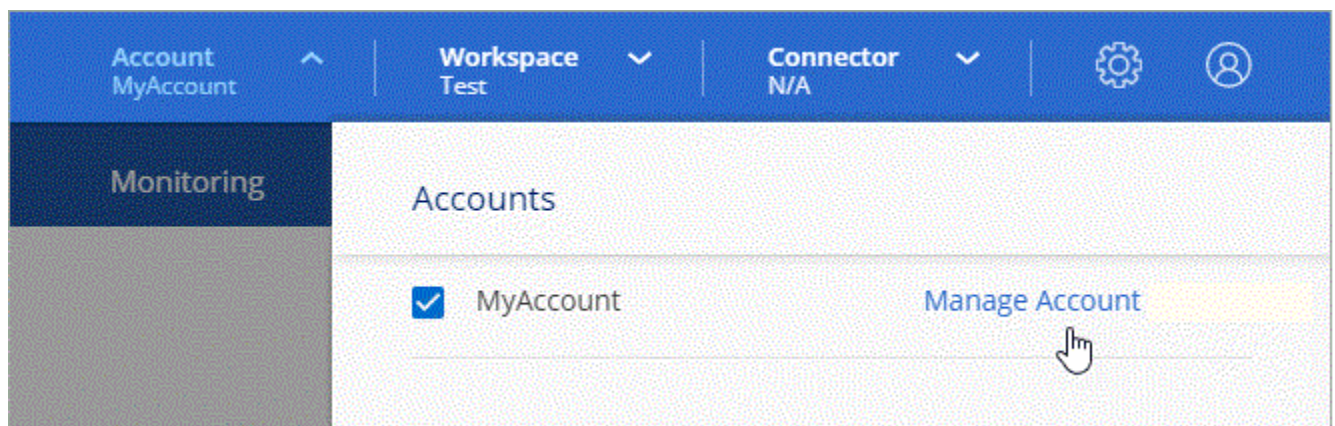 Account
MyAccount
Workspace
Test
Connector
N/A
Monitoring
Accounts
MyAccount
Manage Account